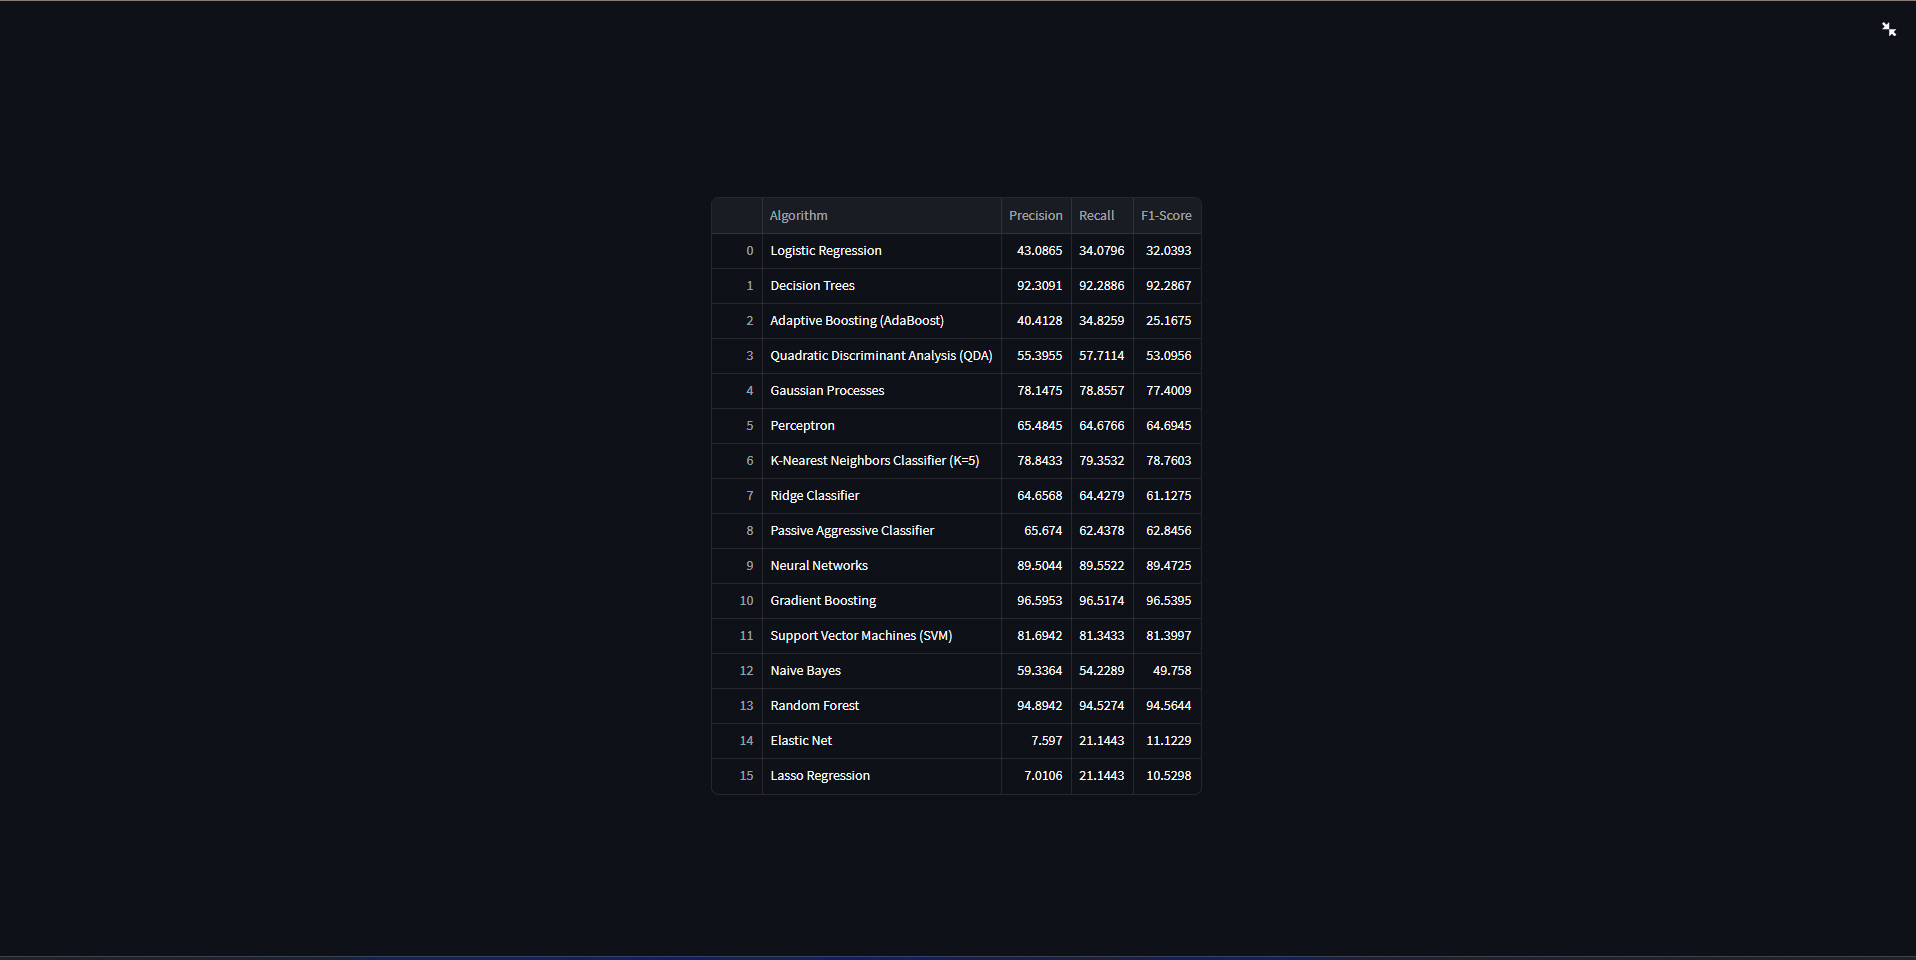 Algorithm Precision Recall F1-Score
0 Logistic Regression 43.0865 34.0796 32.0393
1 Decision Trees 92.3091 92.2886 92.2867
2 Adaptive Boosting (AdaBoost) 40.4128 34.8259 25.1675
3 Quadratic Discriminant Analysis (QDA) 55.3955 57.7114 53.0956
4 Gaussian Processes 78.1475 78.8557 77.4009
5 Perceptron 65.4845 64.6766 64.6945
6 K-Nearest Neighbors Classifier (K=5) 78.8433 79.3532 78.7603
7 Ridge Classifier 64.6568 64.4279 61.1275
8 Passive Aggressive Classifier 65.674 62.4378 62.8456
9 Neural Networks 89.5044 89.5522 89.4725
10 Gradient Boosting 96.5953 96.5174 96.5395
11 Support Vector Machines (SVM) 81.6942 81.3433 81.3997
12 Naive Bayes 59.3364 54.2289 49.758
13 Random Forest 94.8942 94.5274 94.5644
14 Elastic Net 7.597 21.1443 11.1229
15 Lasso Regression 7.0106 21.1443 10.5298